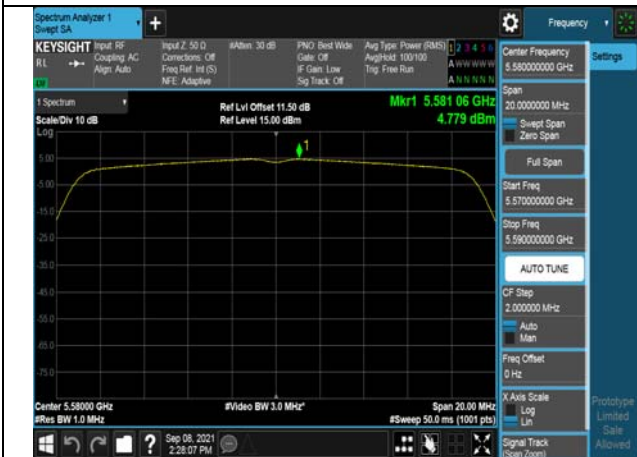 Spectrum Analyzer 1
Swept SA
+
Frequency
KEYSIGHT
RL
Input: RF
Coupling: AC
Align: Auto
Input Z: 50 Ω
Corrections: Off
Freq Ref: Int (S)
NFE: Adaptive
#Atten: 30 dB
PNO: Best Wide
Gate: Off
IF Gain: Low
Sig Track: Off
Avg Type: Power (RMS)
Avg|Hold: 100/100
Trig: Free Run
1 2 3 4 5 6
A W W W W W
A N N N N N
1 Spectrum
Scale/Div 10 dB
Log
Ref Lvl Offset 11.50 dB
Ref Level 15.00 dBm
Mkr1 5.581 06 GHz
4.779 dBm
1
5.00
-5.00
-15.0
-25.0
-35.0
-45.0
-55.0
-65.0
-75.0
Center 5.58000 GHz
#Res BW 1.0 MHz
#Video BW 3.0 MHz*
Span 20.00 MHz
#Sweep 50.0 ms (1001 pts)
Center Frequency
5.580000000 GHz
Settings
Span
20.0000000 MHz
Swept Span
Zero Span
Full Span
Start Freq
5.570000000 GHz
Stop Freq
5.590000000 GHz
AUTO TUNE
CF Step
2.000000 MHz
Auto
Man
Freq Offset
0 Hz
X Axis Scale
Log
Lin
Signal Track
(Span Zoom)
Prototype
Limited
Sale
Allowed
?
Sep 08, 2021
2:28:07 PM